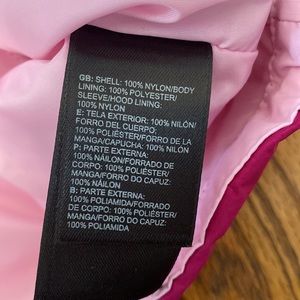 GB: SHELL: 100% NYLON/BODY
LINING: 100% POLYESTER/
SLEEVE/HOOD LINING:
100% NYLON
E: TELA EXTERIOR: 100% NILÓN/
FORRO DEL CUERPO:
100% POLIÉSTER/FORRO DE LA
MANGA/CAPUCHA: 100% NILÓN
P: PARTE EXTERNA:
100% NÁILON/FORRADO DE
CORPO: 100% POLIÉSTER/
MANGA/FORRO DO CAPUZ:
100% NÁILON
B: PARTE EXTERNA:
100% POLIAMIDA/FORRADO
DE CORPO: 100% POLIÉSTER/
MANGA/FORRO DO CAPUZ:
100% POLIAMIDA